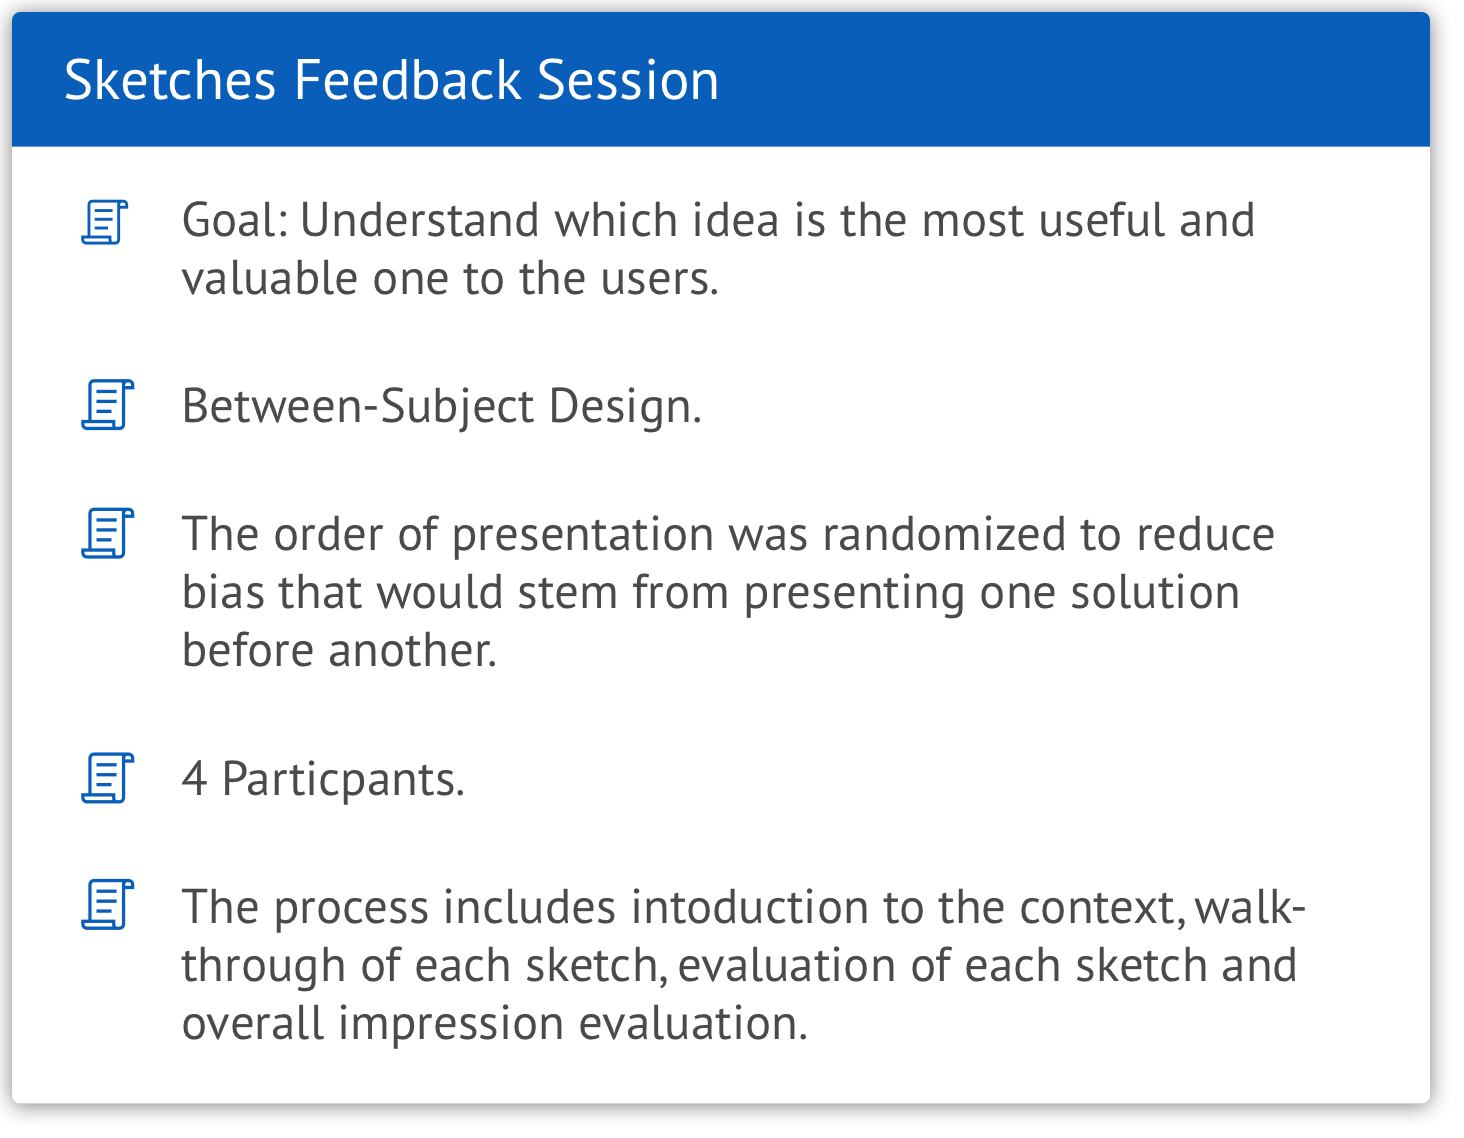 Sketches Feedback Session
Goal: Understand which idea is the most useful and
valuable one to the users.
Between-Subject Design.
The order of presentation was randomized to reduce
bias that would stem from presenting one solution
before another.
4 Particpants.
The process includes intoduction to the context, walk-
through of each sketch, evaluation of each sketch and
overall impression evaluation.